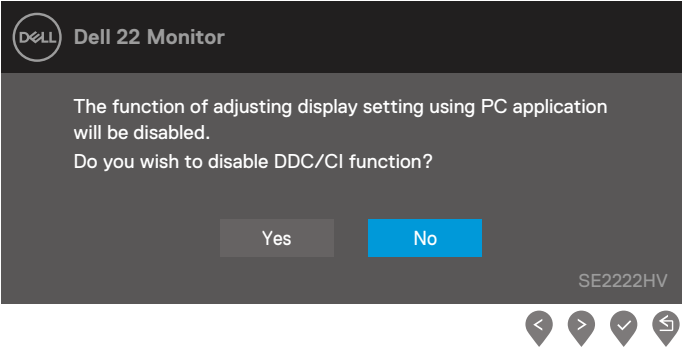 DELL
Dell 22 Monitor
The function of adjusting display setting using PC application
will be disabled.
Do you wish to disable DDC/CI function?
Yes
No
SE2222HV